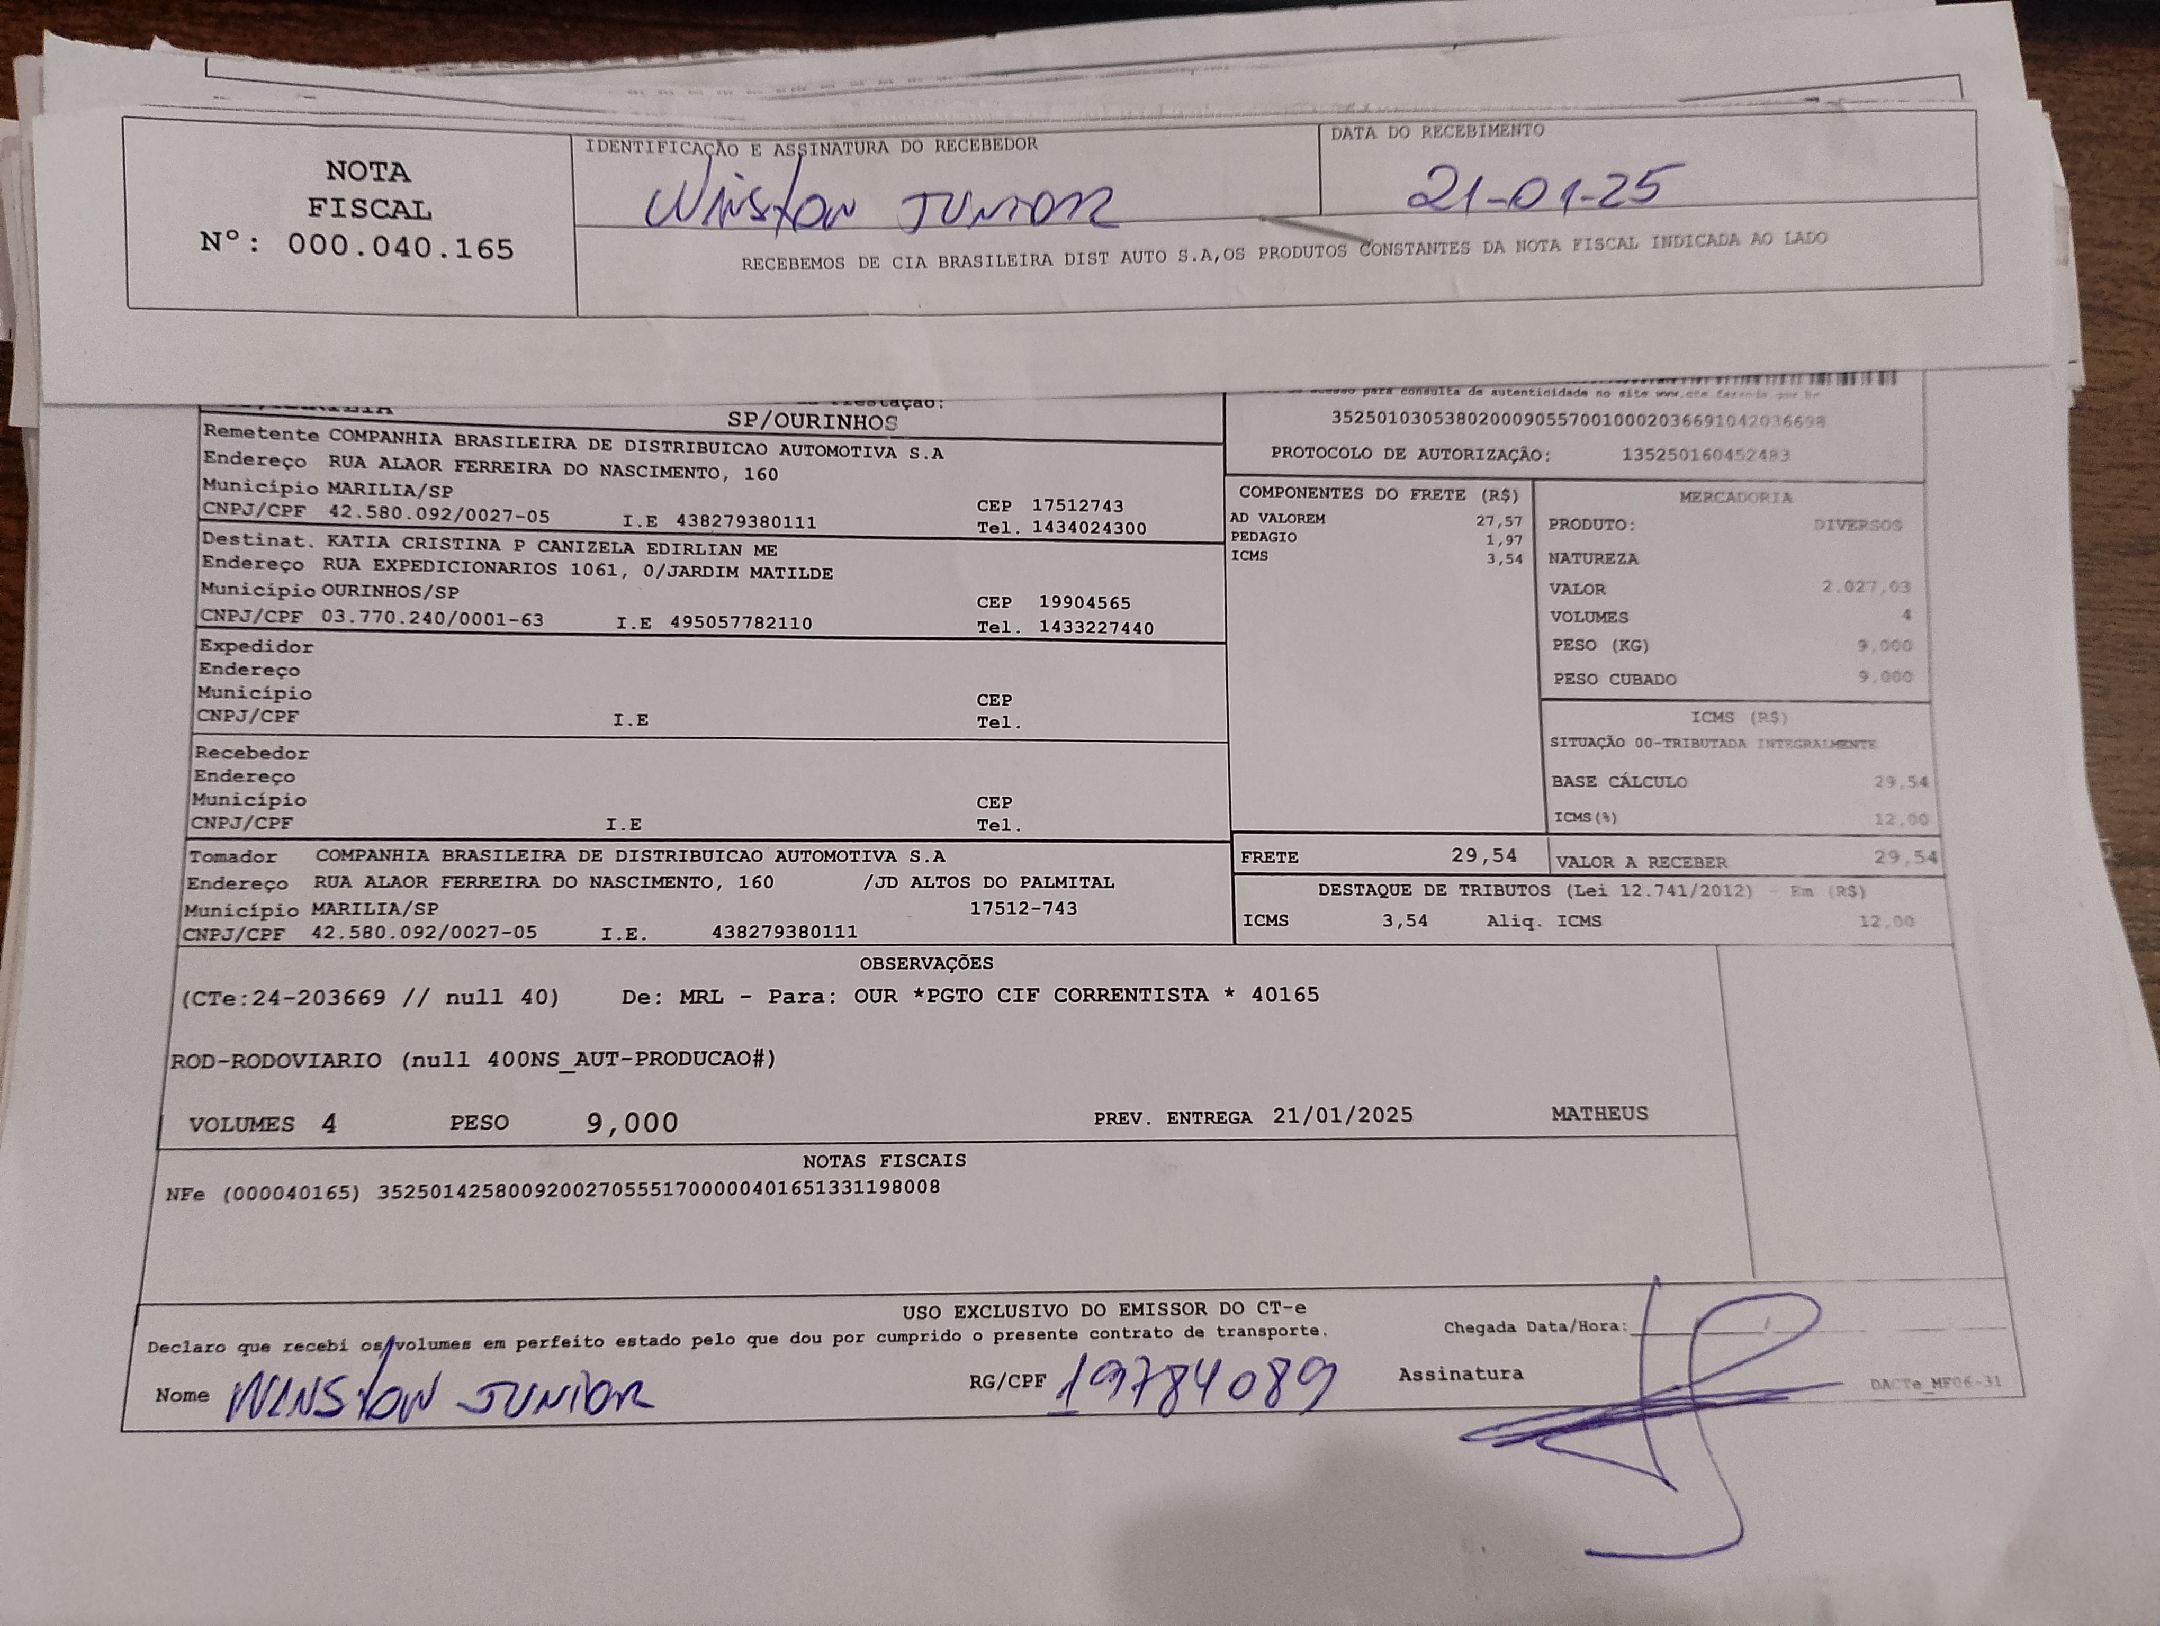 NOTA
FISCAL
Nº: 000.040.165
IDENTIFICAÇÃO E ASSINATURA DO RECEBEDOR
Winston JUNIOR
DATA DO RECEBIMENTO
21-01-25
RECEBEMOS DE CIA BRASILEIRA DIST AUTO S.A,OS PRODUTOS CONSTANTES DA NOTA FISCAL INDICADA AO LADO
SP/OURINHOS
Remetente COMPANHIA BRASILEIRA DE DISTRIBUICAO AUTOMOTIVA S.A
Endereço RUA ALAOR FERREIRA DO NASCIMENTO, 160
Município MARILIA/SP CEP 17512743
CNPJ/CPF 42.580.092/0027-05 I.E 438279380111 Tel. 1434024300
Destinat. KATIA CRISTINA P CANIZELA EDIRLIAN ME
Endereço RUA EXPEDICIONARIOS 1061, 0/JARDIM MATILDE
Município OURINHOS/SP CEP 19904565
CNPJ/CPF 03.770.240/0001-63 I.E 495057782110 Tel. 1433227440
Expedidor
Endereço
Município CEP
CNPJ/CPF I.E Tel.
Recebedor
Endereço
Município CEP
CNPJ/CPF I.E Tel.
Tomador COMPANHIA BRASILEIRA DE DISTRIBUICAO AUTOMOTIVA S.A
Endereço RUA ALAOR FERREIRA DO NASCIMENTO, 160 /JD ALTOS DO PALMITAL
Município MARILIA/SP 17512-743
CNPJ/CPF 42.580.092/0027-05 I.E. 438279380111
para consulta de autenticidade no site www.cte.fazenda.gov.br
35250103053802000905570010002036691042036698
PROTOCOLO DE AUTORIZAÇÃO: 135250160452483
COMPONENTES DO FRETE (R$)
AD VALOREM 27,57
PEDAGIO 1,97
ICMS 3,54
MERCADORIA
PRODUTO: DIVERSOS
NATUREZA
VALOR 2.027,03
VOLUMES 4
PESO (KG) 9,000
PESO CUBADO 9,000
ICMS (R$)
SITUAÇÃO 00-TRIBUTADA INTEGRALMENTE
BASE CÁLCULO 29,54
ICMS(%) 12,00
FRETE 29,54 VALOR A RECEBER 29,54
DESTAQUE DE TRIBUTOS (Lei 12.741/2012) - Em (R$)
ICMS 3,54 Aliq. ICMS 12,00
OBSERVAÇÕES
(CTe:24-203669 // null 40) De: MRL - Para: OUR *PGTO CIF CORRENTISTA * 40165
ROD-RODOVIARIO (null 400NS_AUT-PRODUCAO#)
VOLUMES 4 PESO 9,000 PREV. ENTREGA 21/01/2025 MATHEUS
NOTAS FISCAIS
NFe (000040165) 35250142580092002705551700000401651331198008
USO EXCLUSIVO DO EMISSOR DO CT-e
Declaro que recebi os volumes em perfeito estado pelo que dou por cumprido o presente contrato de transporte.
Chegada Data/Hora:
Nome WINSTON JUNIOR RG/CPF 19784089 Assinatura
DACTe_MF06-31